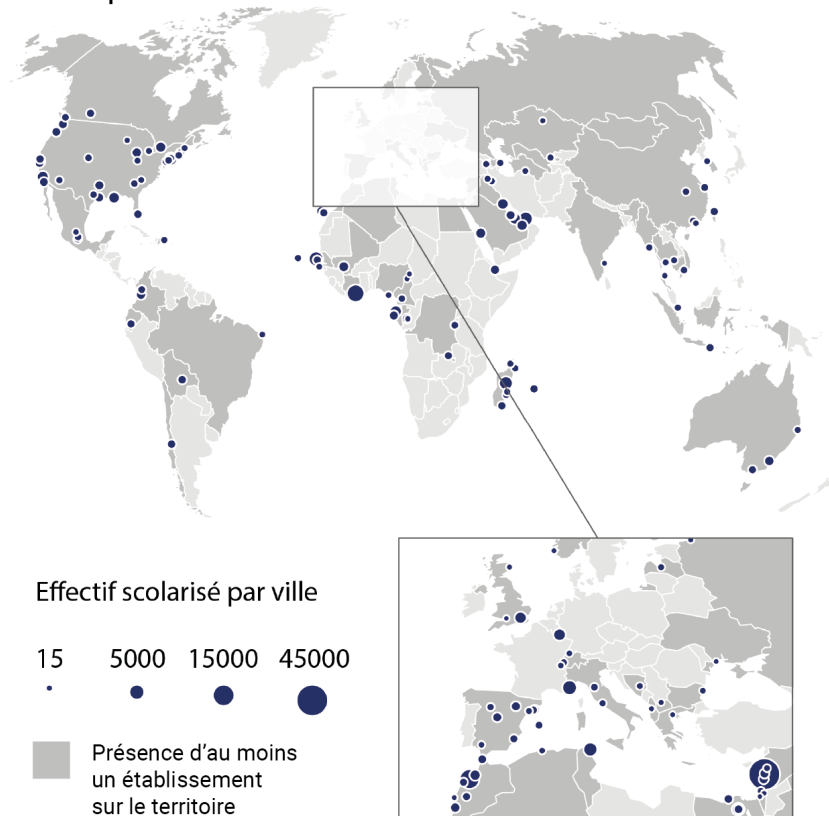 Effectif scolarisé par ville
15 5000 15000 45000
Présence d'au moins
un établissement
sur le territoire